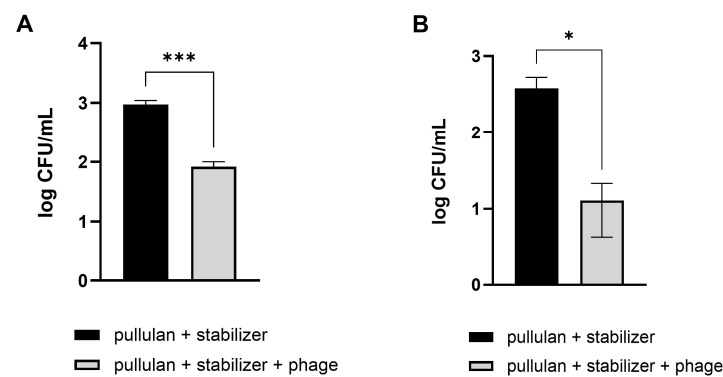 A
log CFU/mL
4
3
2
1
0
***
pullulan + stabilizer
pullulan + stabilizer + phage
B
log CFU/mL
3
2
1
0
*
pullulan + stabilizer
pullulan + stabilizer + phage